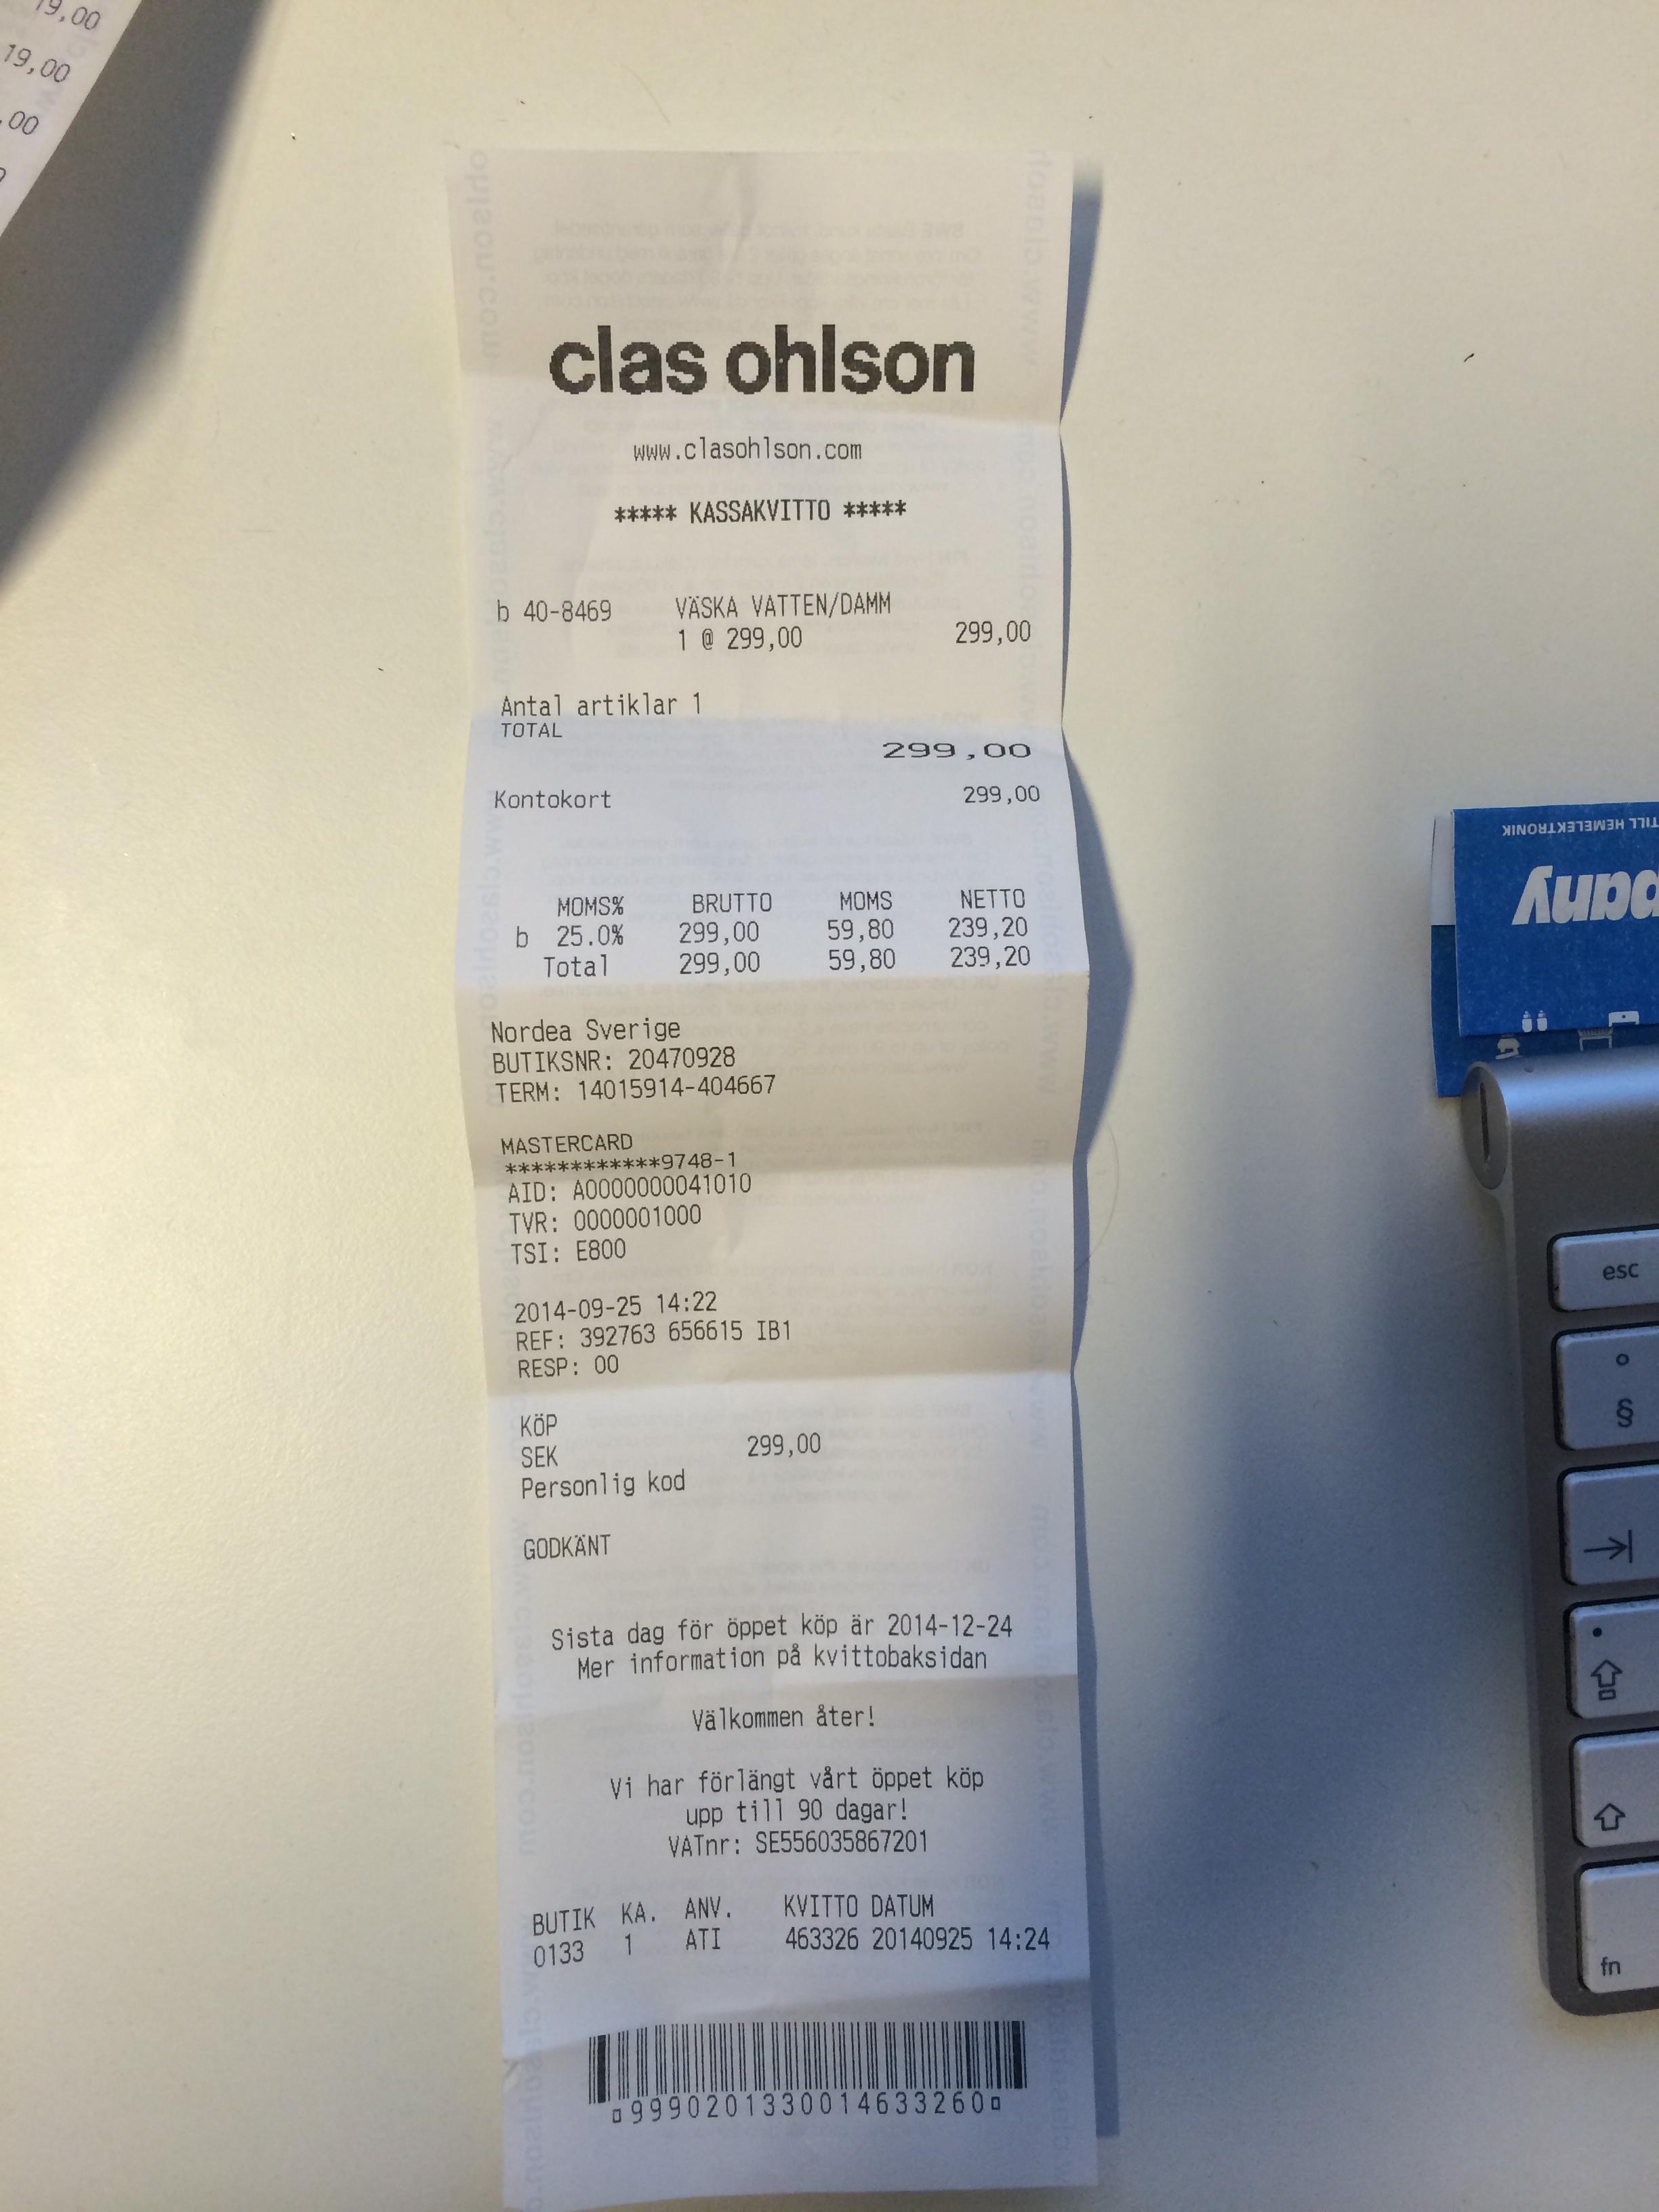 19,00
19,00
,00
clas ohlson
www.clasohlson.com
***** KASSAKVITTO *****
b 40-8469 VÄSKA VATTEN/DAMM
1 @ 299,00 299,00
Antal artiklar 1
TOTAL
299,00
Kontokort 299,00
MOMS% BRUTTO MOMS NETTO
b 25.0% 299,00 59,80 239,20
Total 299,00 59,80 239,20
Nordea Sverige
BUTIKSNR: 20470928
TERM: 14015914-404667
MASTERCARD
************9748-1
AID: A0000000041010
TVR: 0000001000
TSI: E800
2014-09-25 14:22
REF: 392763 656615 IB1
RESP: 00
KÖP
SEK 299,00
Personlig kod
GODKÄNT
Sista dag för öppet köp är 2014-12-24
Mer information på kvittobaksidan
Välkommen åter!
Vi har förlängt vårt öppet köp
upp till 90 dagar!
VATnr: SE556035867201
BUTIK KA. ANV. KVITTO DATUM
0133 1 ATI 463326 20140925 14:24
9990201330014633260
TILL HEMELEKTRONIK
pany
esc
°
§
fn